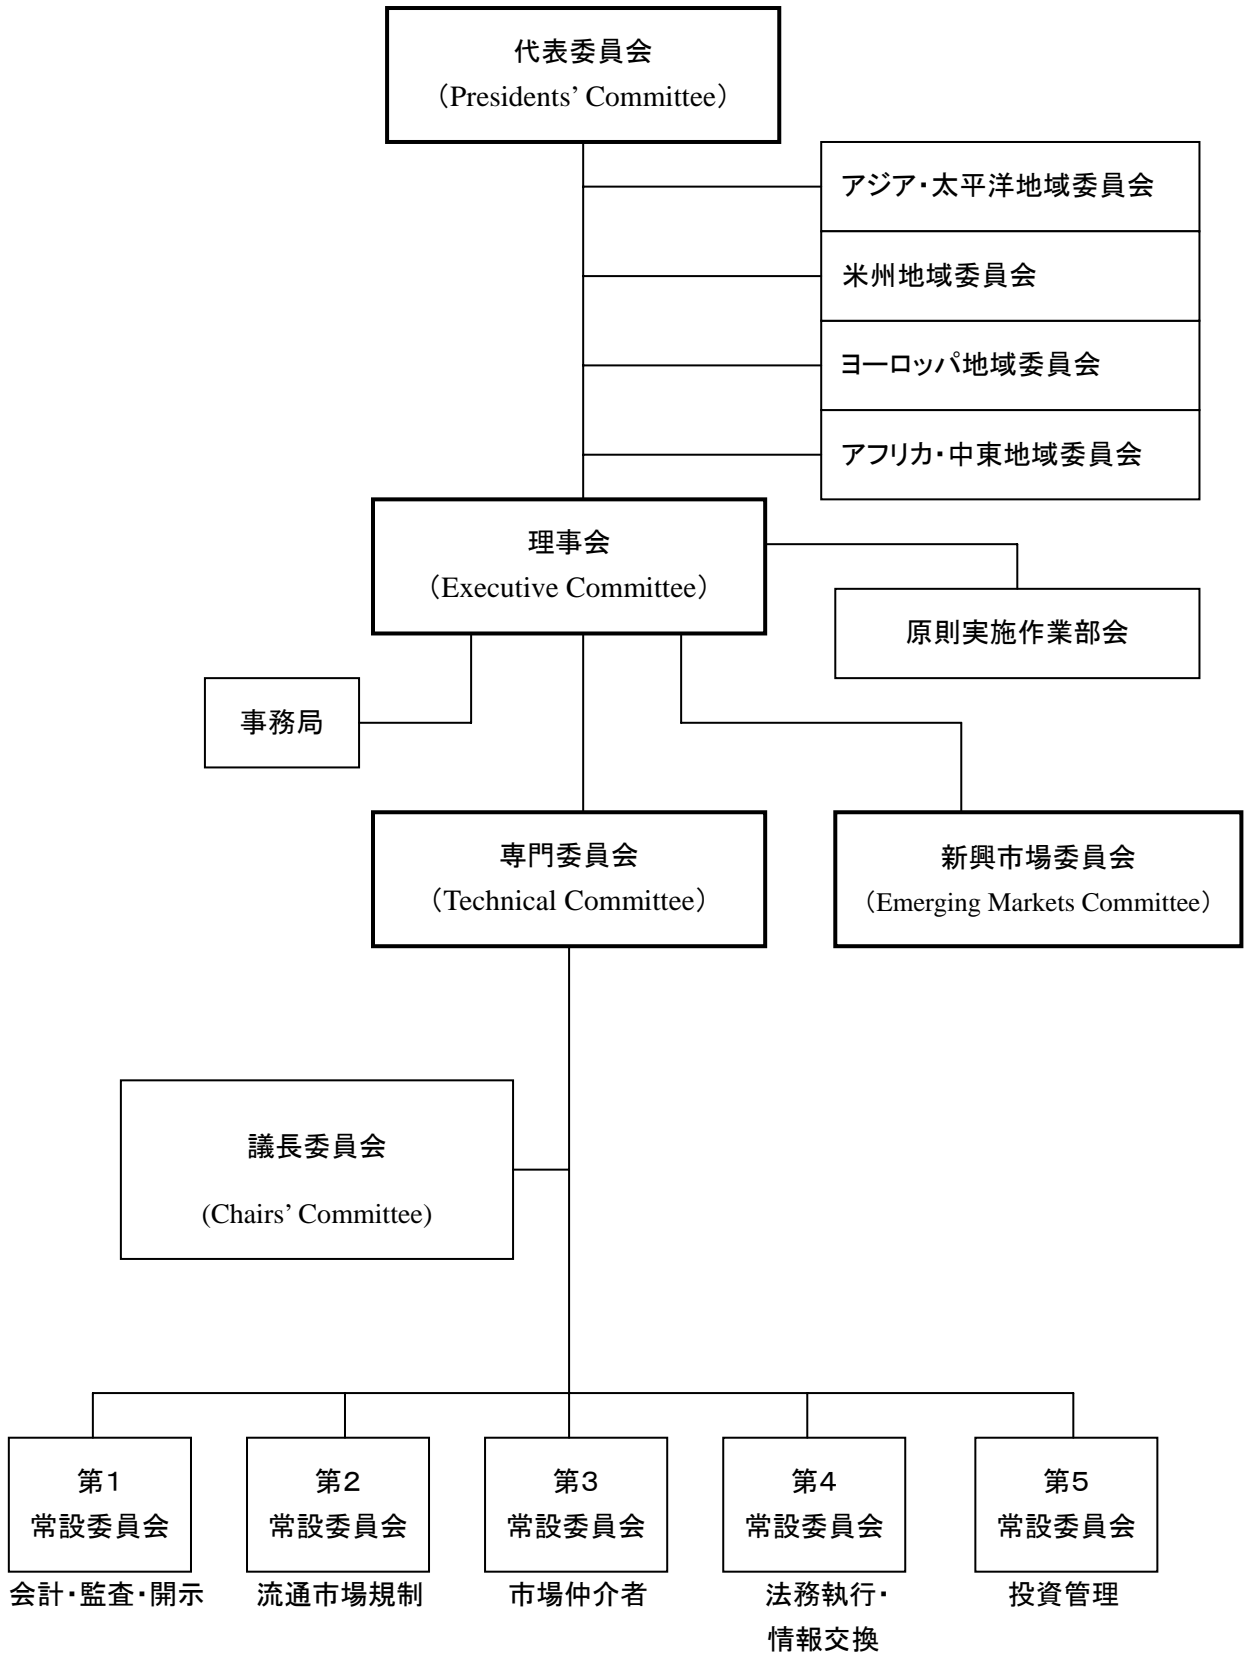 代表委員会
（Presidents’ Committee）
アジア・太平洋地域委員会
米州地域委員会
ヨーロッパ地域委員会
アフリカ・中東地域委員会
理事会
（Executive Committee）
原則実施作業部会
事務局
専門委員会
（Technical Committee）
新興市場委員会
（Emerging Markets Committee）
議長委員会
(Chairs’ Committee)
第１
常設委員会
会計・監査・開示
第２
常設委員会
流通市場規制
第３
常設委員会
市場仲介者
第４
常設委員会
法務執行・
情報交換
第５
常設委員会
投資管理